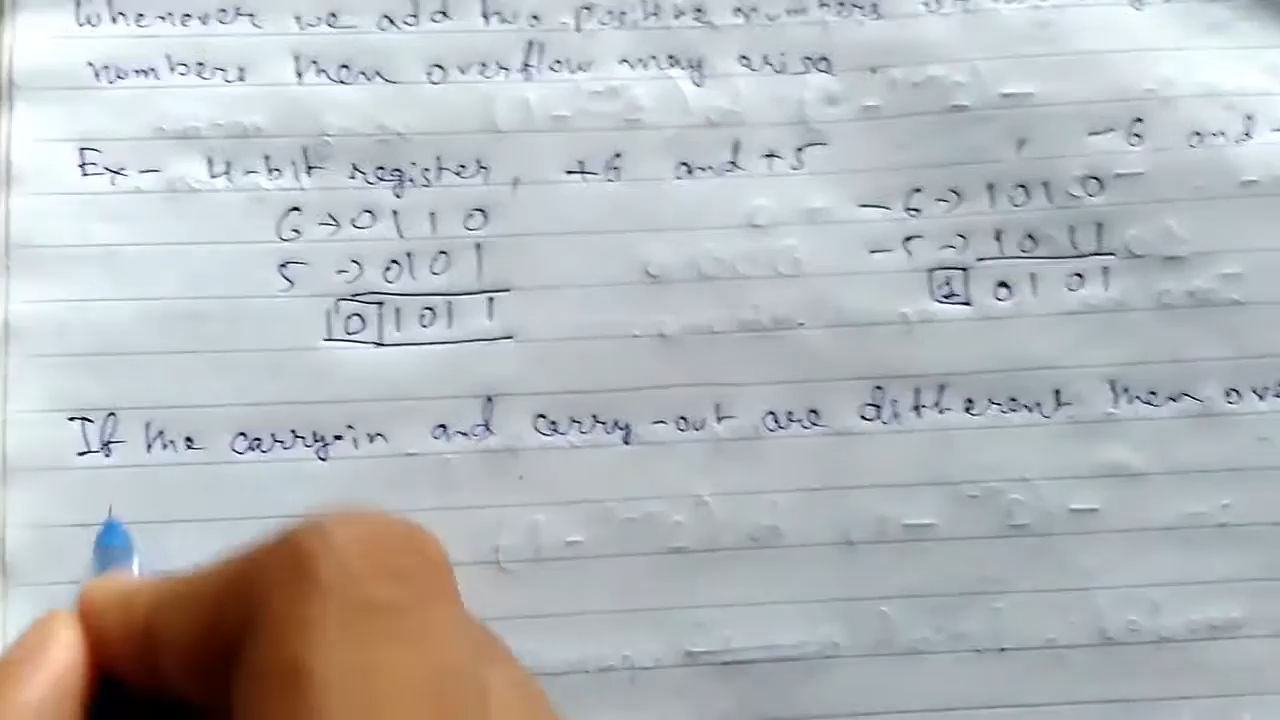 Whenever we add two positive numbers
numbers then overflow may arise.
Ex- 4-bit register, +6 and +5
6 → 0110
5 → 0101
0 1011
, -6 and -
-6 → 1010
-5 → 1011
1 0101
If the carry-in and carry-out are different then ove